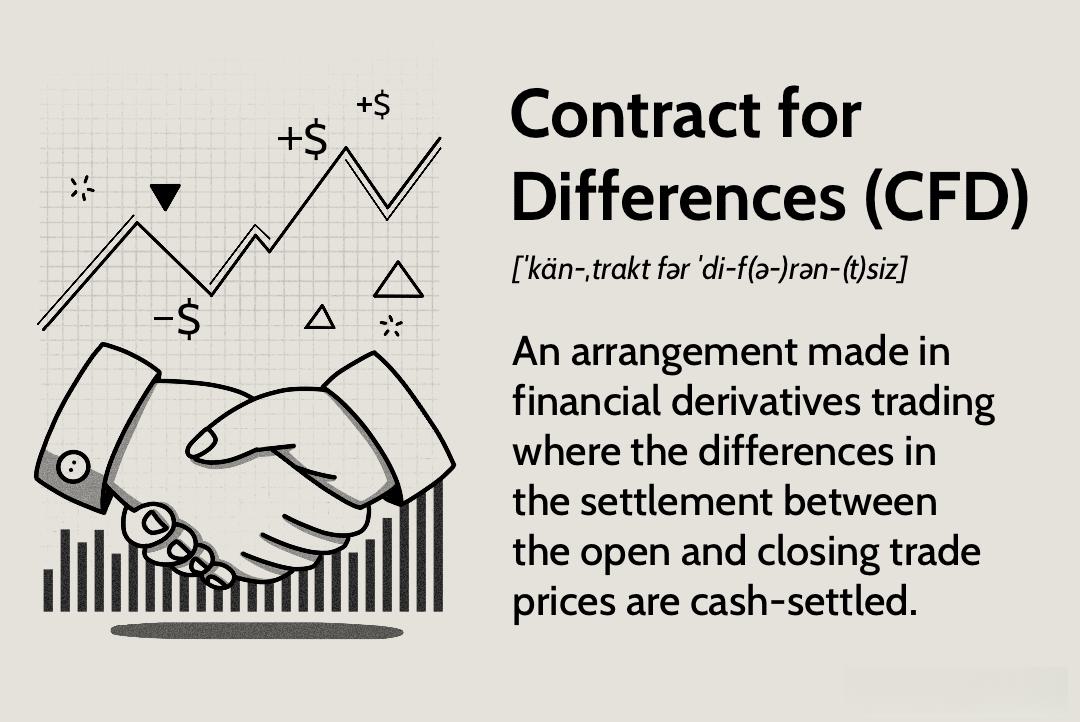 +$
+$
−$
Contract for
Differences (CFD)
[ˈkän-ˌtrakt fər ˈdi-f(ə-)rən-(t)siz]
An arrangement made in
financial derivatives trading
where the differences in
the settlement between
the open and closing trade
prices are cash-settled.